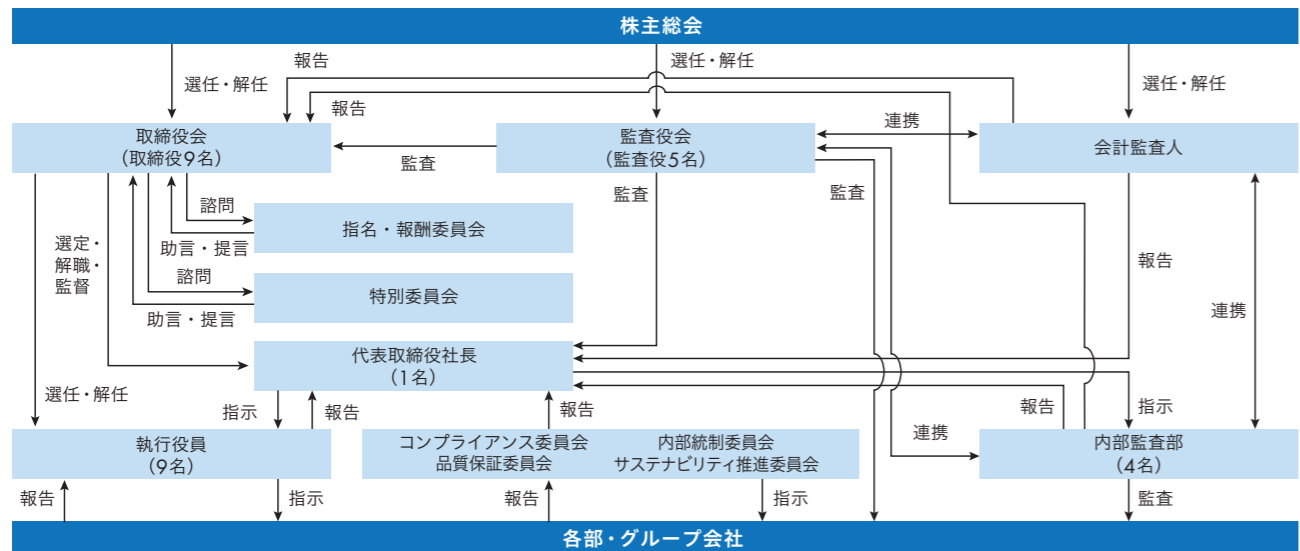 株主総会
報告
選任・解任
選任・解任
選任・解任
報告
取締役会
（取締役9名）
監査
監査役会
（監査役5名）
連携
会計監査人
監査
監査
諮問
指名・報酬委員会
助言・提言
選定・
解職・
監督
諮問
特別委員会
助言・提言
報告
連携
代表取締役社長
（1名）
選任・解任
指示
報告
報告
報告
指示
執行役員
（9名）
コンプライアンス委員会
内部統制委員会
品質保証委員会
サステナビリティ推進委員会
連携
内部監査部
（4名）
報告
指示
報告
指示
監査
各部・グループ会社